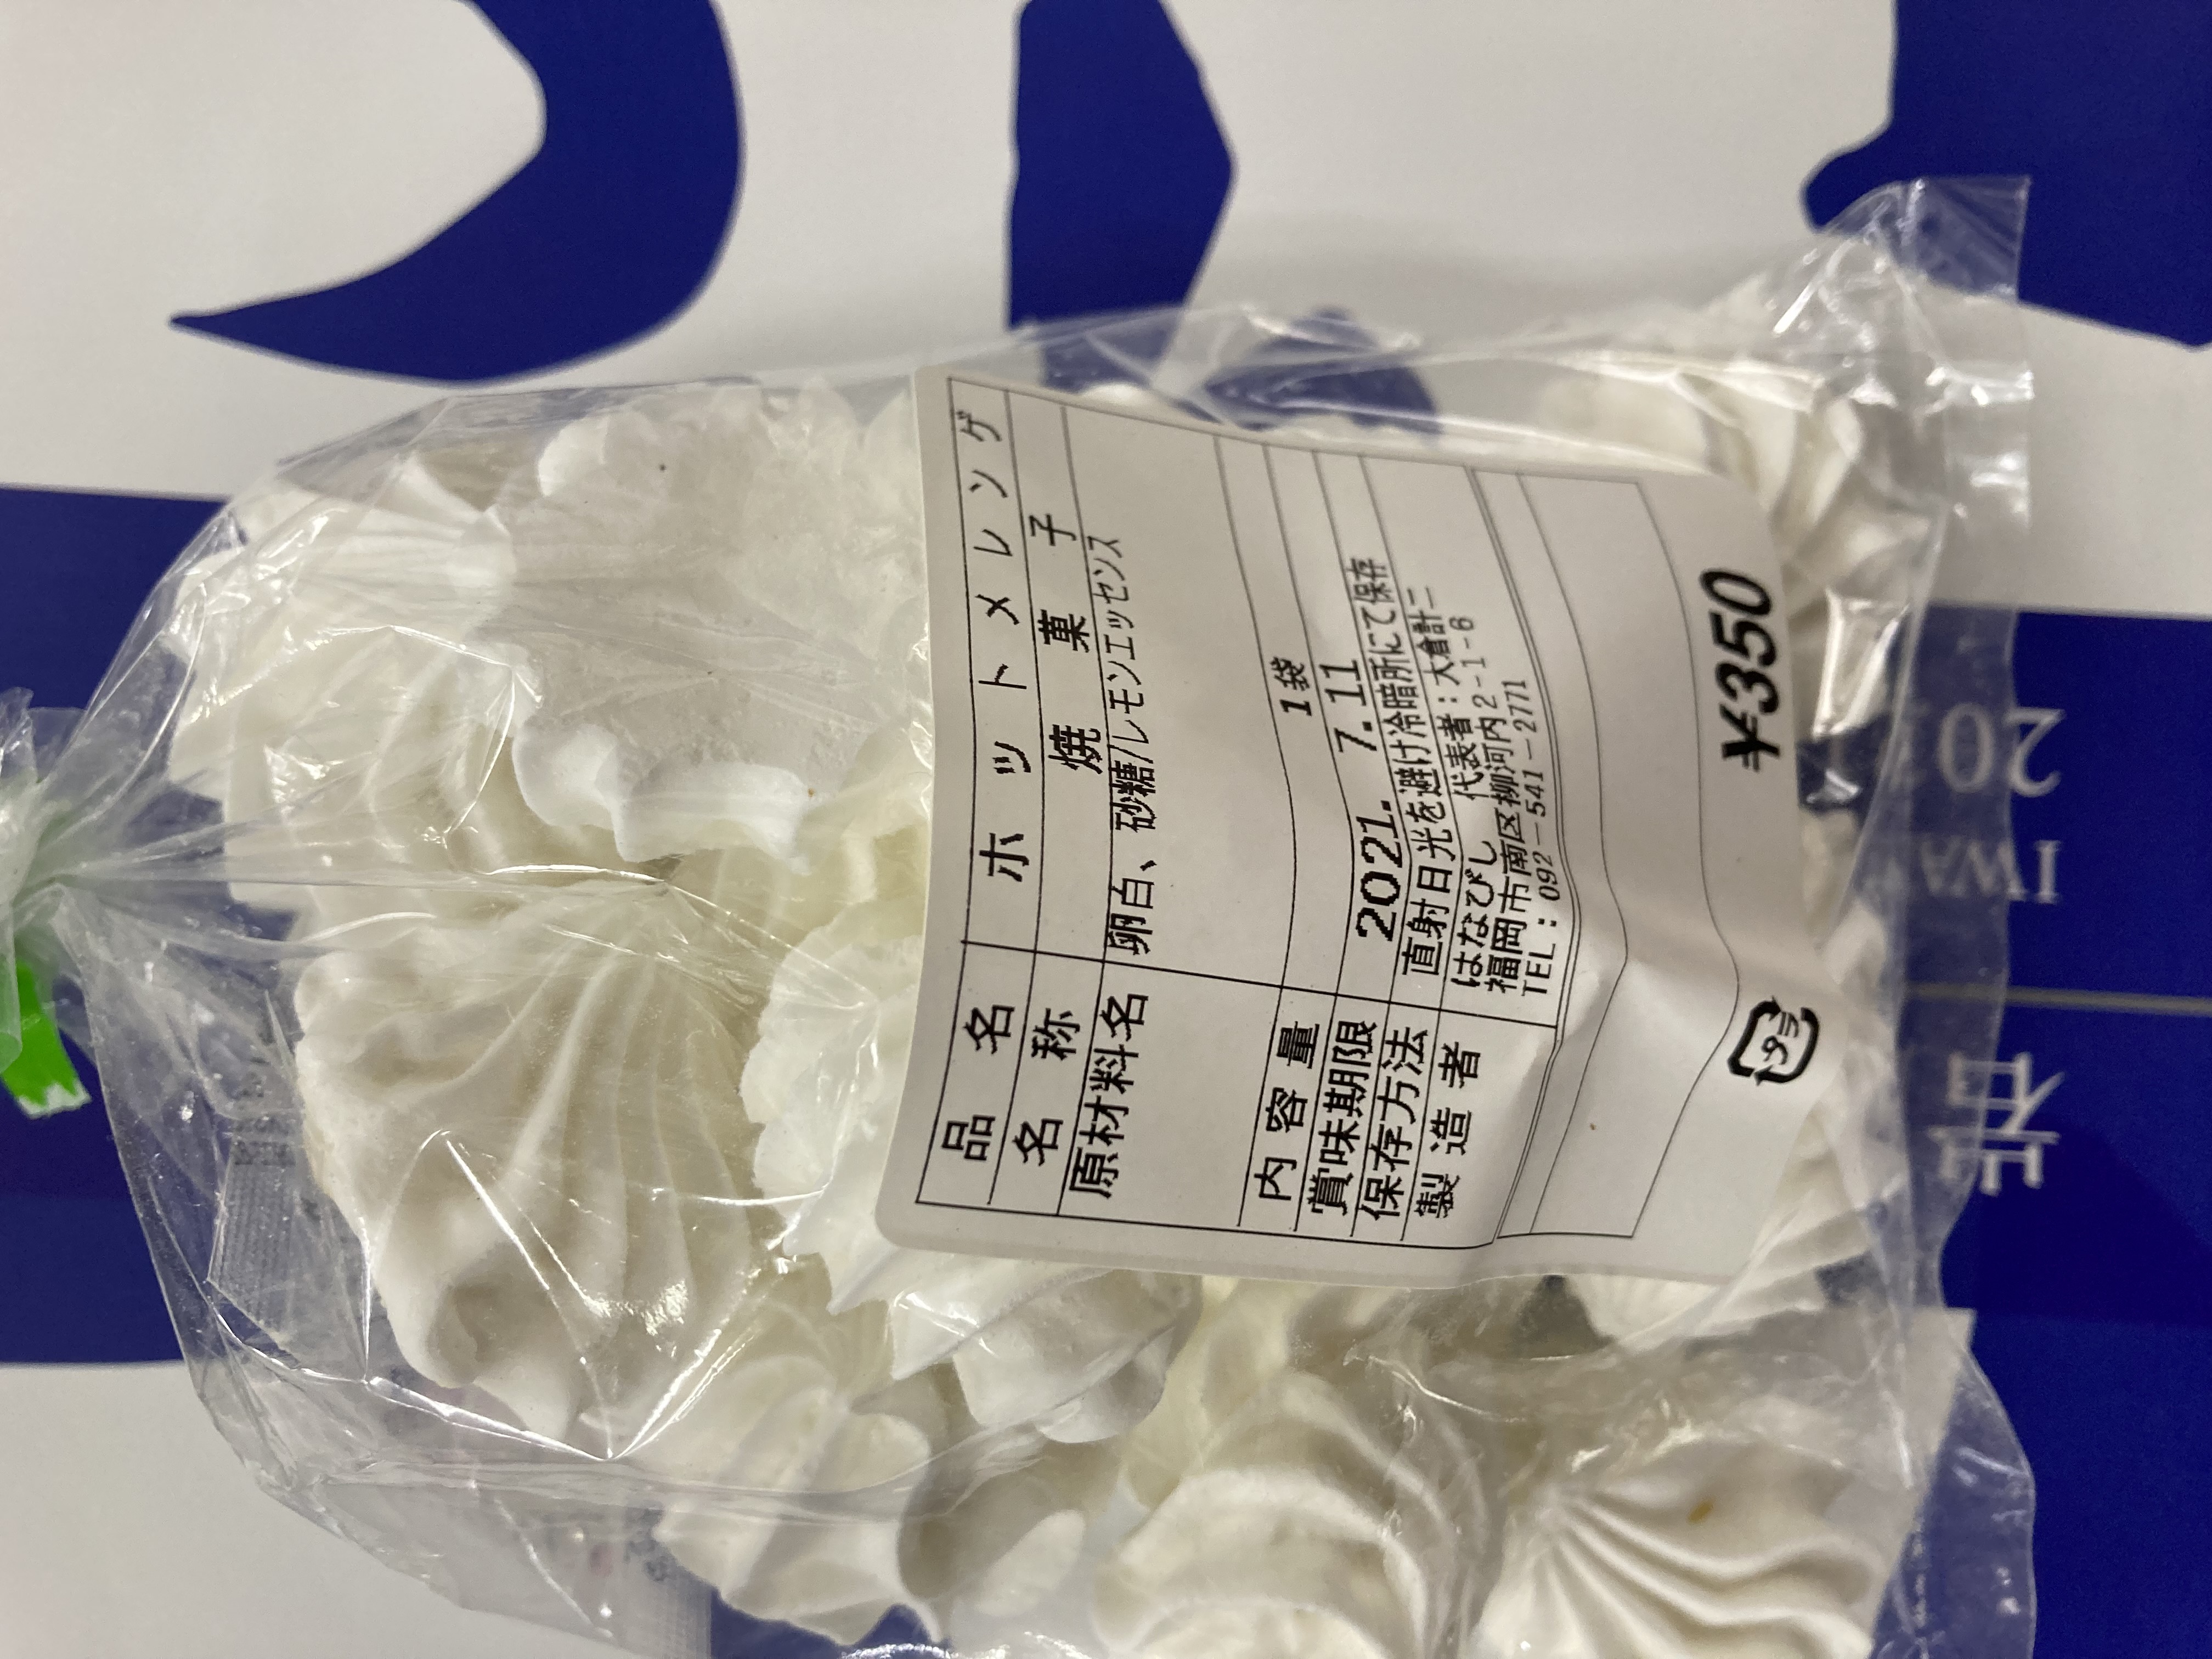 品名 ホットメレンゲ
名称 焼菓子
原材料名 卵白、砂糖/レモンエッセンス
内容量 1袋
賞味期限 2021. 7.11
保存方法 直射日光を避け冷暗所にて保存
製造者 はなびし 代表者：大倉計二
福岡市南区柳河内2-1-6
TEL：092-541-2771
プラ
¥350
岩
IWA
20